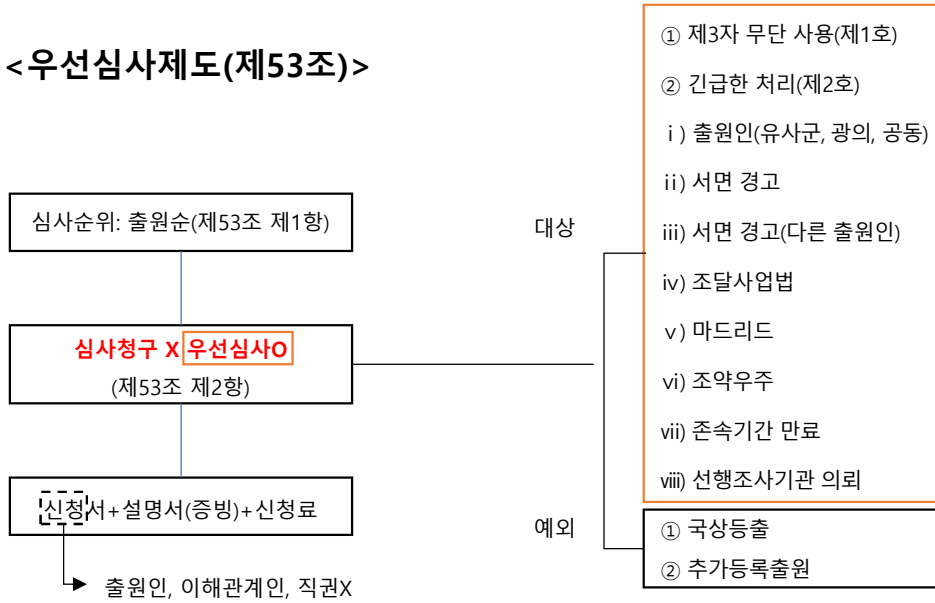 <우선심사제도(제53조)>
심사순위: 출원순(제53조 제1항)
심사청구 X 우선심사O
(제53조 제2항)
신청서+설명서(증빙)+신청료
출원인, 이해관계인, 직권X
대상
① 제3자 무단 사용(제1호)
② 긴급한 처리(제2호)
ⅰ) 출원인(유사군, 광의, 공동)
ⅱ) 서면 경고
ⅲ) 서면 경고(다른 출원인)
ⅳ) 조달사업법
ⅴ) 마드리드
ⅵ) 조약우주
ⅶ) 존속기간 만료
ⅷ) 선행조사기관 의뢰
예외
① 국상등출
② 추가등록출원